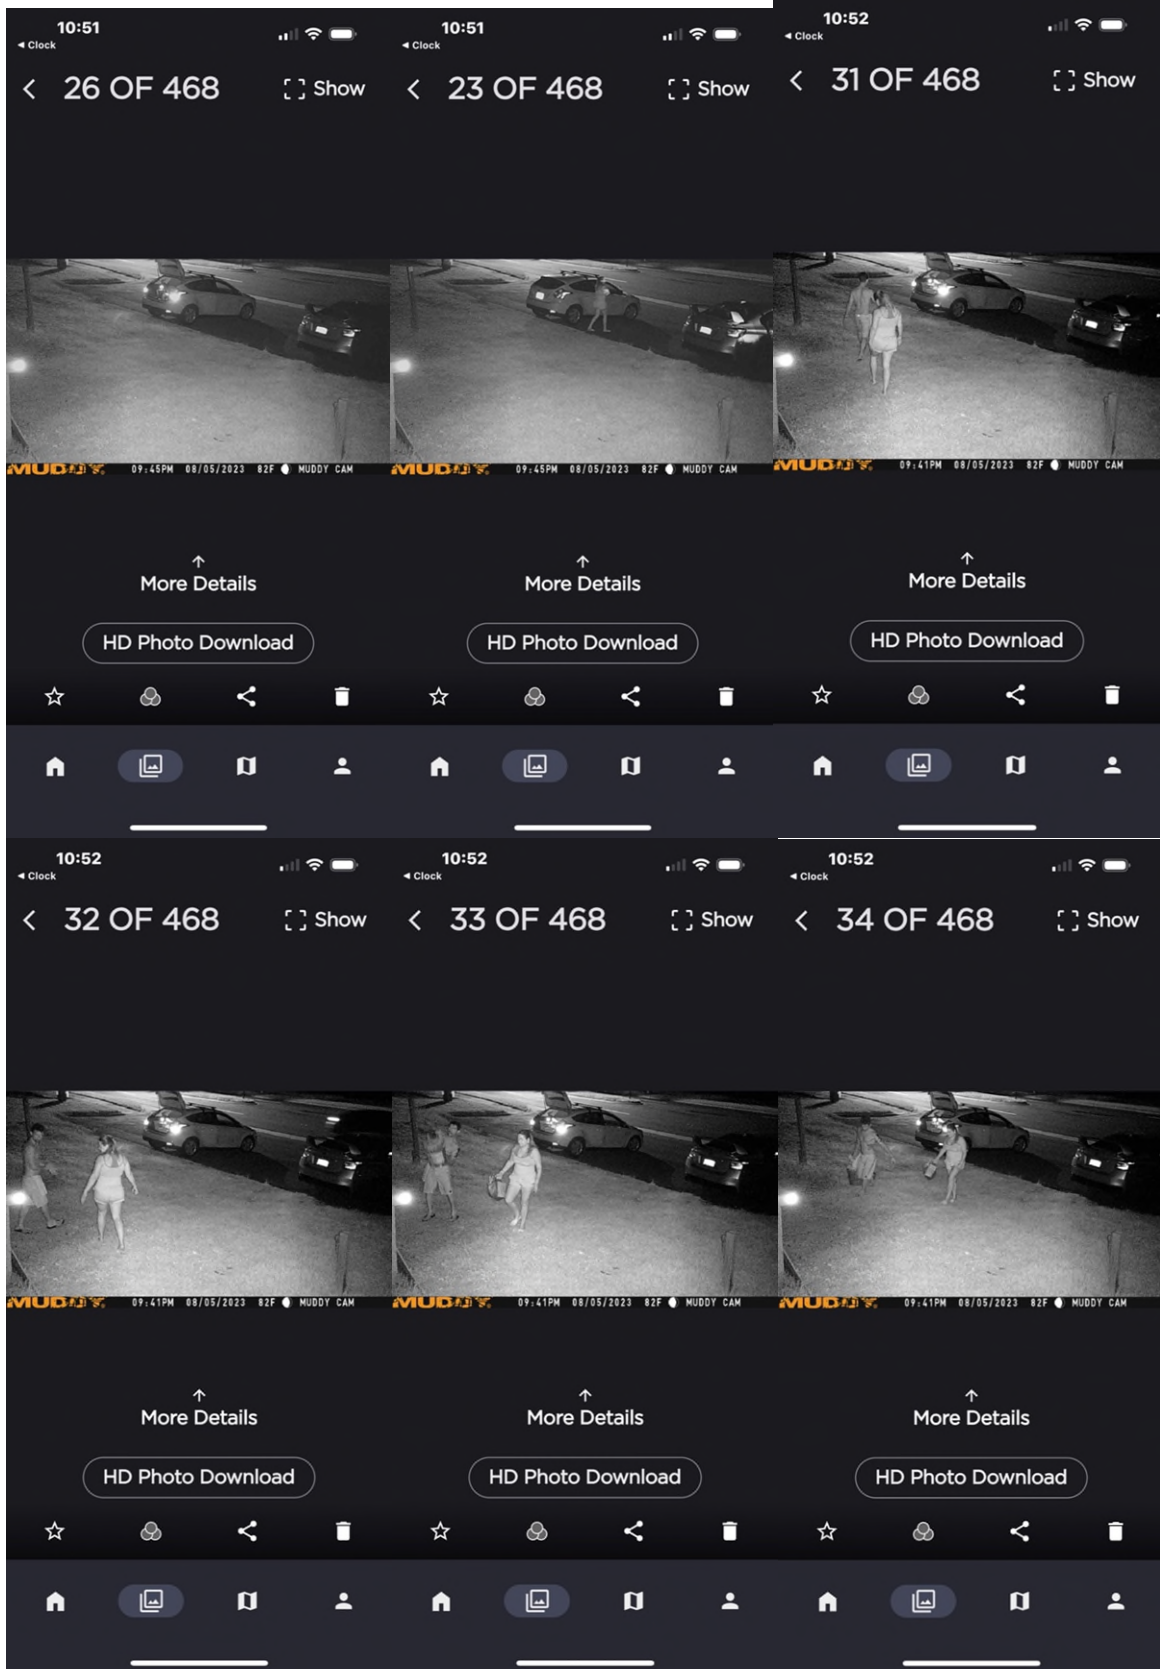 10:51
Clock
26 OF 468
Show
MUDDY
09:45PM 08/05/2023 82F MUDDY CAM
More Details
HD Photo Download
10:51
Clock
23 OF 468
Show
MUDDY
09:45PM 08/05/2023 82F MUDDY CAM
More Details
HD Photo Download
10:52
Clock
31 OF 468
Show
MUDDY
09:41PM 08/05/2023 82F MUDDY CAM
More Details
HD Photo Download
10:52
Clock
32 OF 468
Show
MUDDY
09:41PM 08/05/2023 82F MUDDY CAM
More Details
HD Photo Download
10:52
Clock
33 OF 468
Show
MUDDY
09:41PM 08/05/2023 82F MUDDY CAM
More Details
HD Photo Download
10:52
Clock
34 OF 468
Show
MUDDY
09:41PM 08/05/2023 82F MUDDY CAM
More Details
HD Photo Download